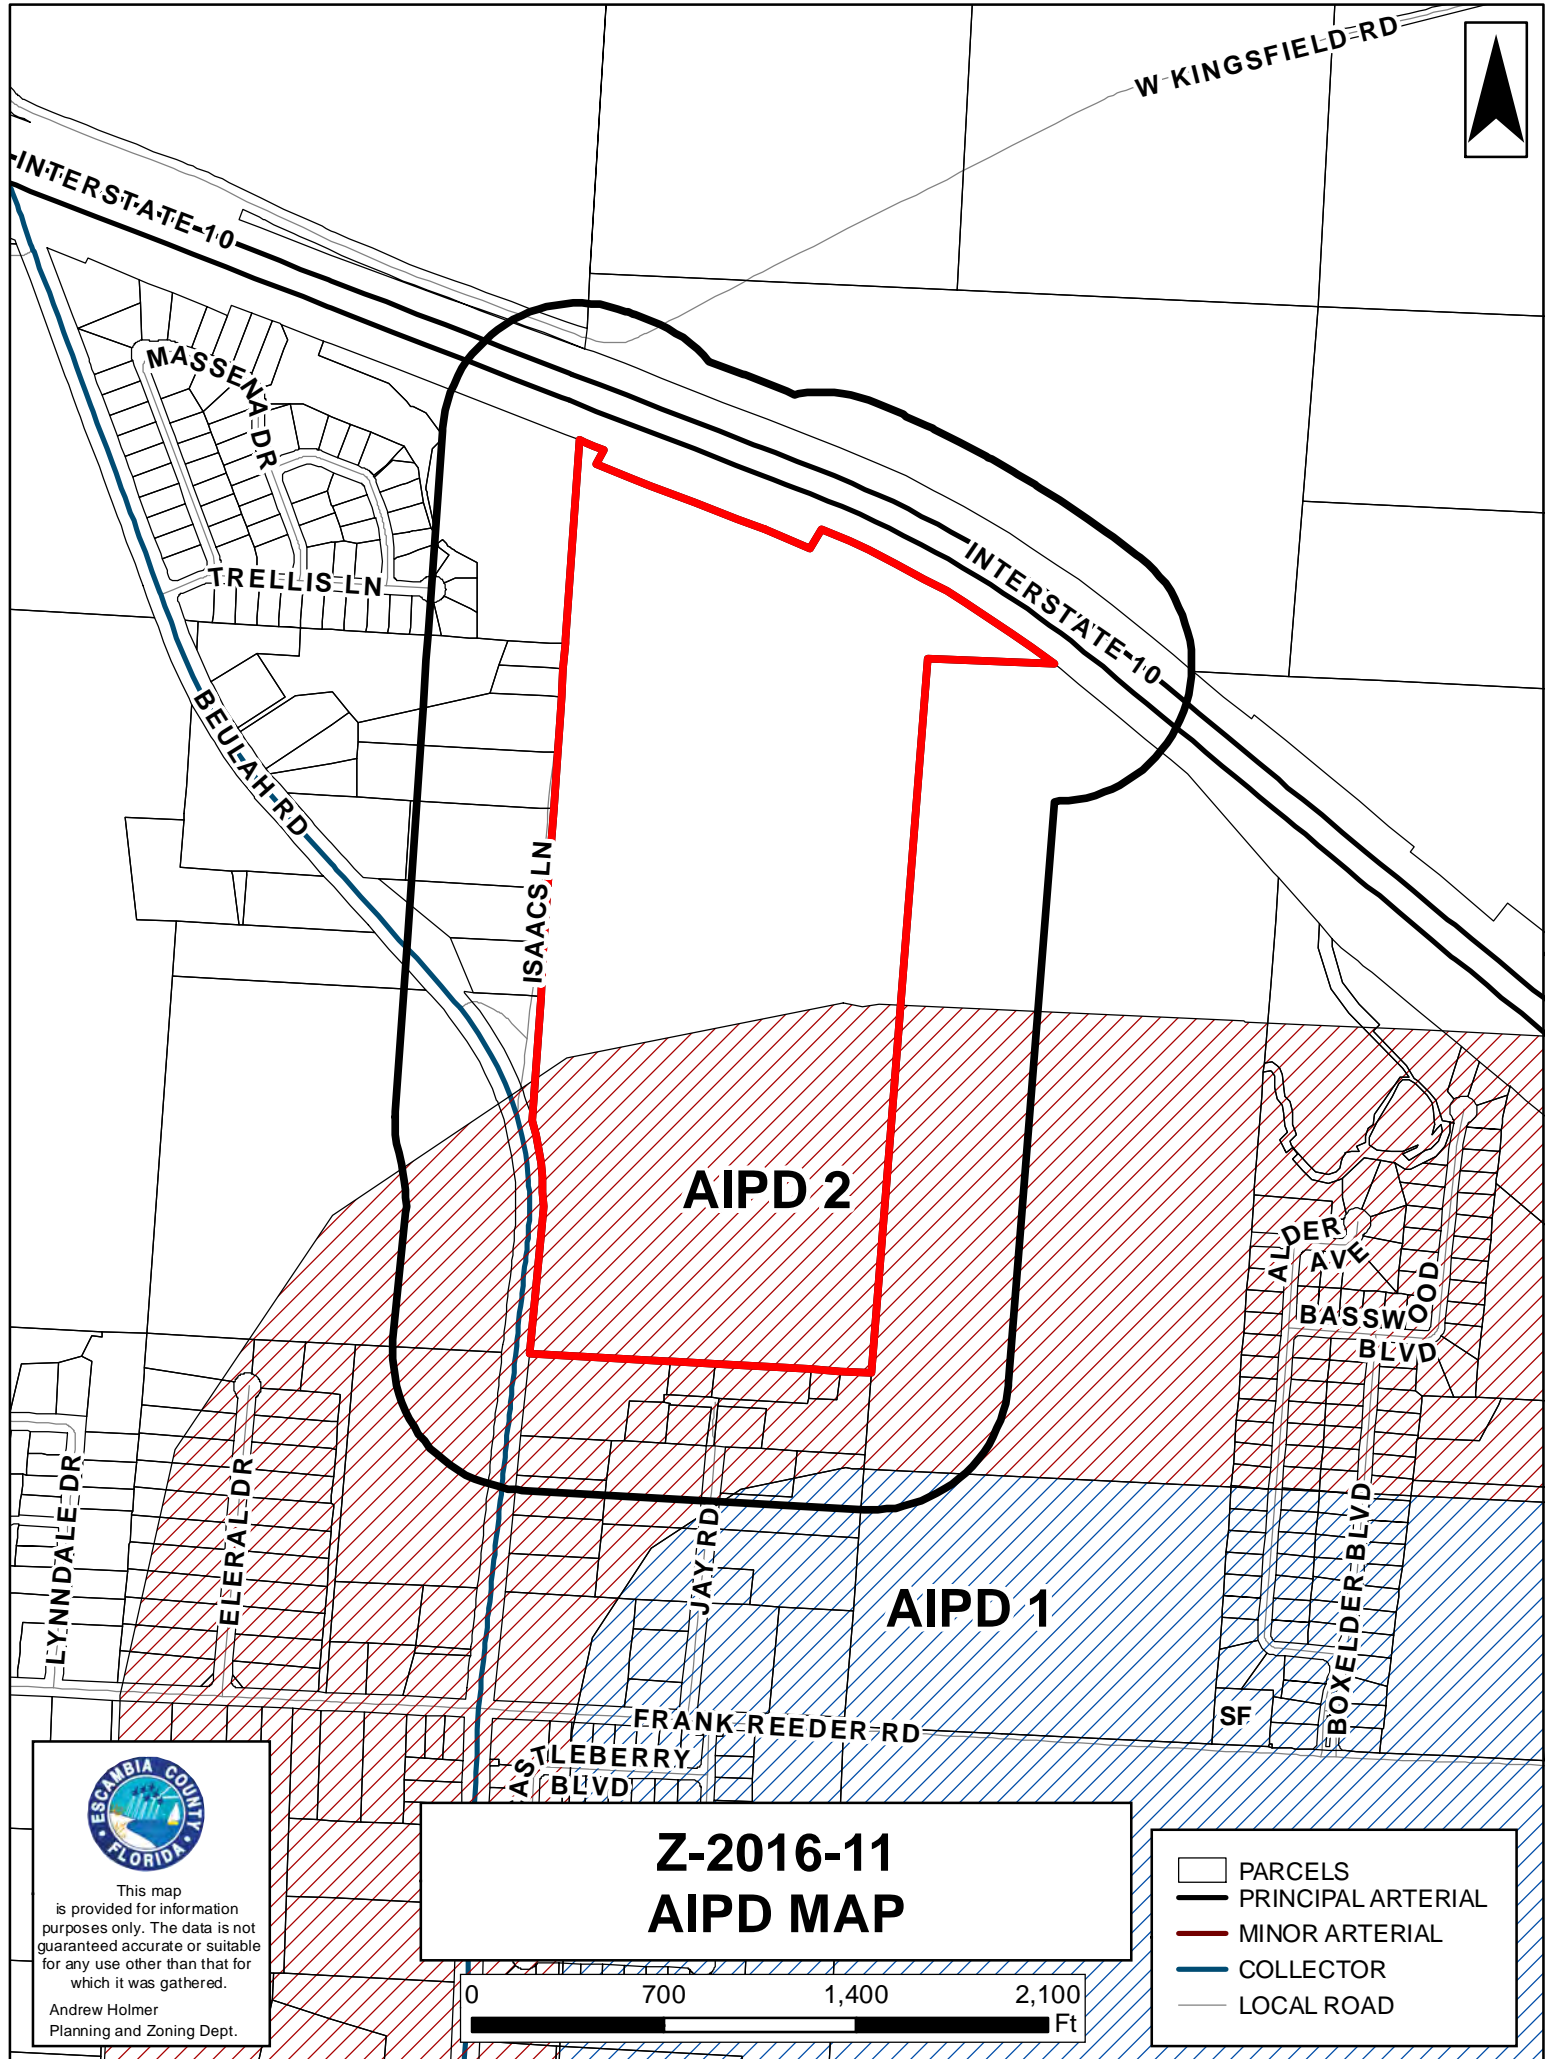 W KINGSFIELD RD
INTERSTATE 10
MASSENA DR
TRELLIS LN
INTERSTATE 10
BEULAH RD
ISAACS LN
AIPD 2
ALDER
AVE
BASSWOOD
BLVD
LYNNDALE DR
ELERAL DR
JAY RD
AIPD 1
BOXELDER BLVD
SF
FRANK REEDER RD
ASTLEBERRY
BLVD
ESCAMBIA COUNTY
FLORIDA
This map
is provided for information
purposes only. The data is not
guaranteed accurate or suitable
for any use other than that for
which it was gathered.
Andrew Holmer
Planning and Zoning Dept.
Z-2016-11
AIPD MAP
0 700 1,400 2,100
Ft
PARCELS
PRINCIPAL ARTERIAL
MINOR ARTERIAL
COLLECTOR
LOCAL ROAD